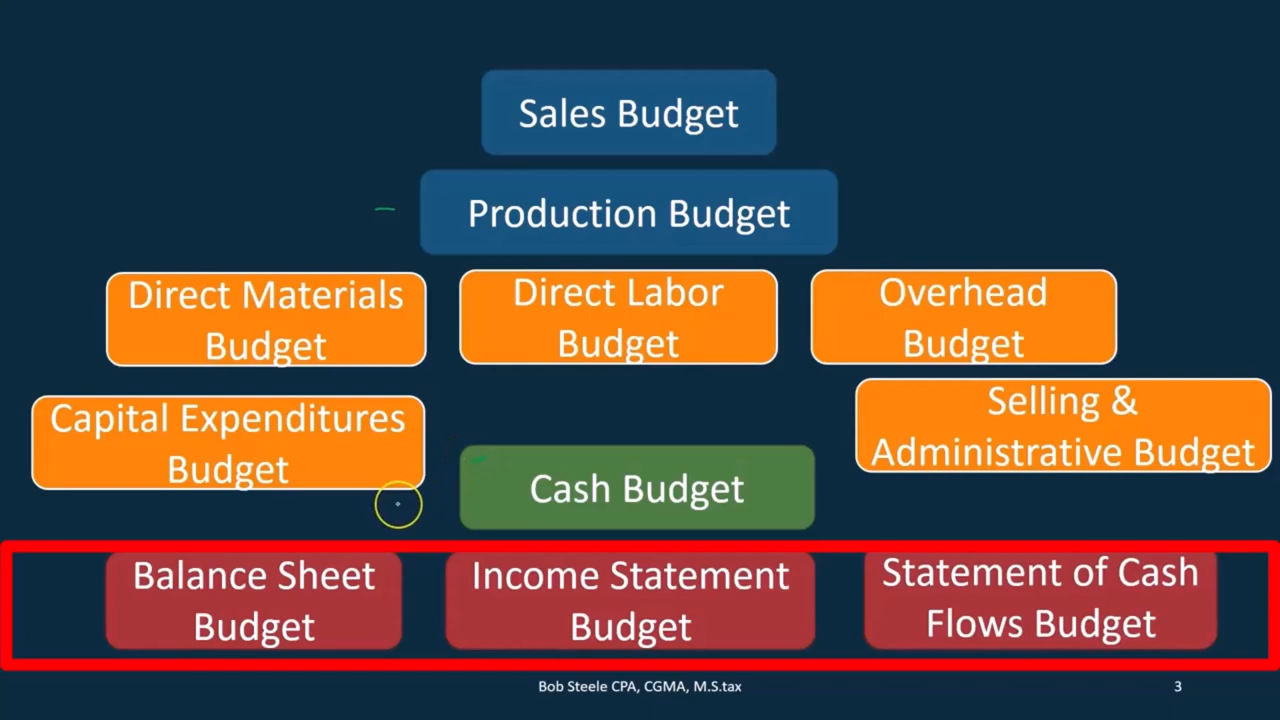 Sales Budget
Production Budget
Direct Materials
Budget
Direct Labor
Budget
Overhead
Budget
Capital Expenditures
Budget
Selling &
Administrative Budget
Cash Budget
Balance Sheet
Budget
Income Statement
Budget
Statement of Cash
Flows Budget
Bob Steele CPA, CGMA, M.S.tax
3